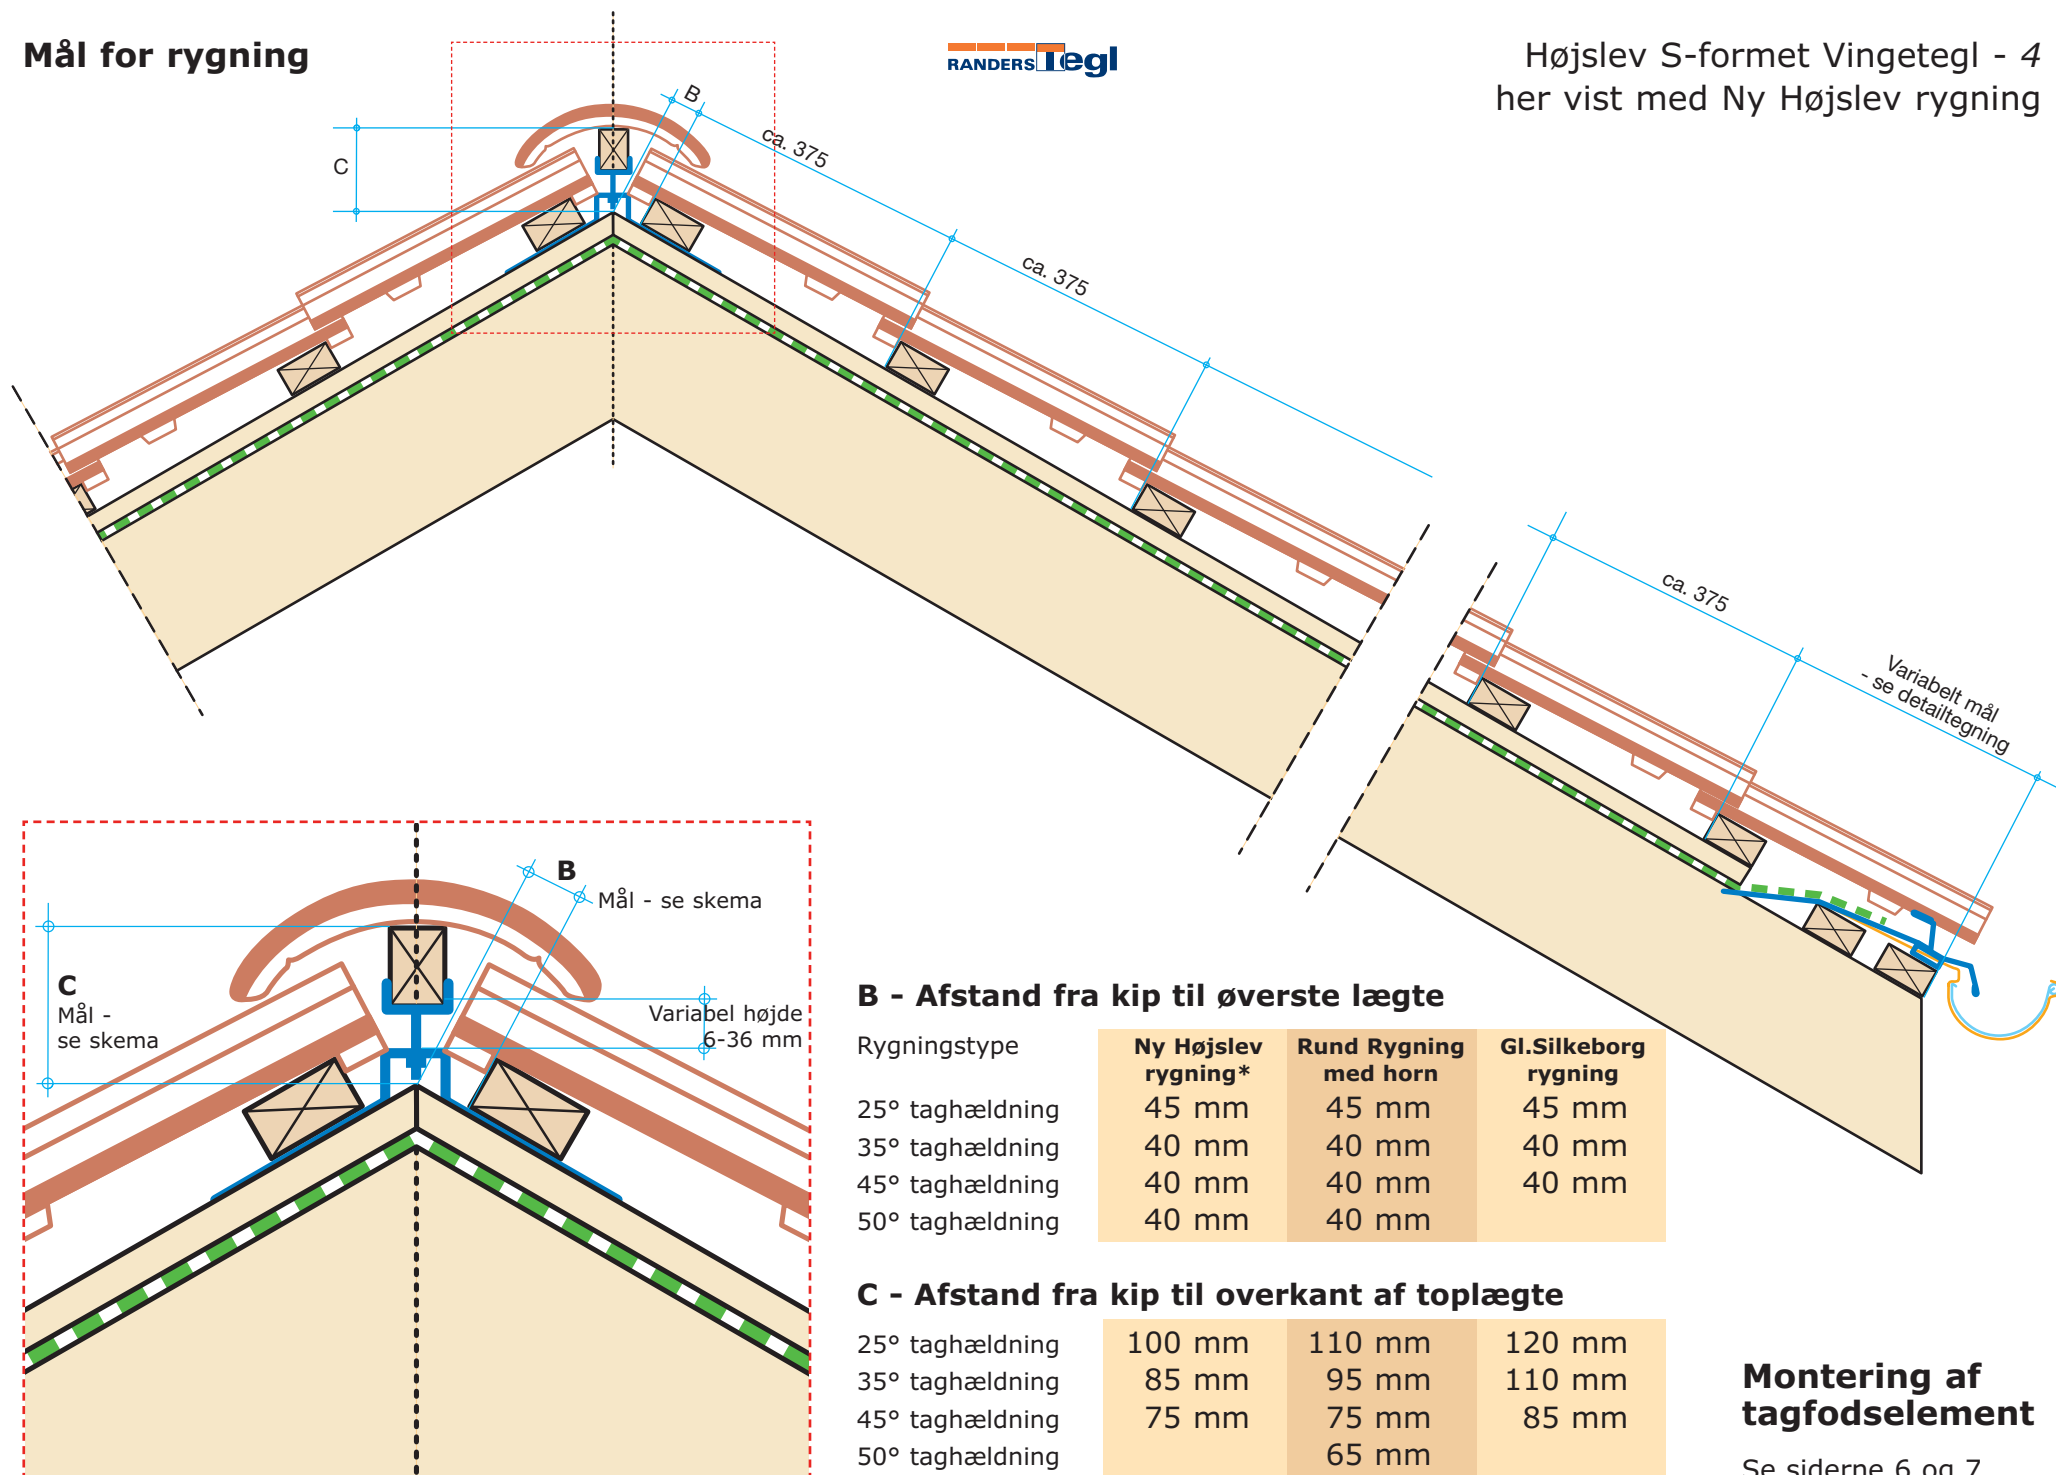 Mål for rygning
RANDERS Tegl
Højslev S-formet Vingetegl - 4
her vist med Ny Højslev rygning
B
ca. 375
C
ca. 375
ca. 375
Variabelt mål
- se detailtegning
B
Mål - se skema
C
Mål -
se skema
Variabel højde
6-36 mm
B - Afstand fra kip til øverste lægte
Rygningstype Ny Højslev Rund Rygning Gl.Silkeborg
rygning* med horn rygning
25° taghældning 45 mm 45 mm 45 mm
35° taghældning 40 mm 40 mm 40 mm
45° taghældning 40 mm 40 mm 40 mm
50° taghældning 40 mm 40 mm
C - Afstand fra kip til overkant af toplægte
25° taghældning 100 mm 110 mm 120 mm
35° taghældning 85 mm 95 mm 110 mm
45° taghældning 75 mm 75 mm 85 mm
50° taghældning 65 mm
Montering af
tagfodselement
Se siderne 6 og 7